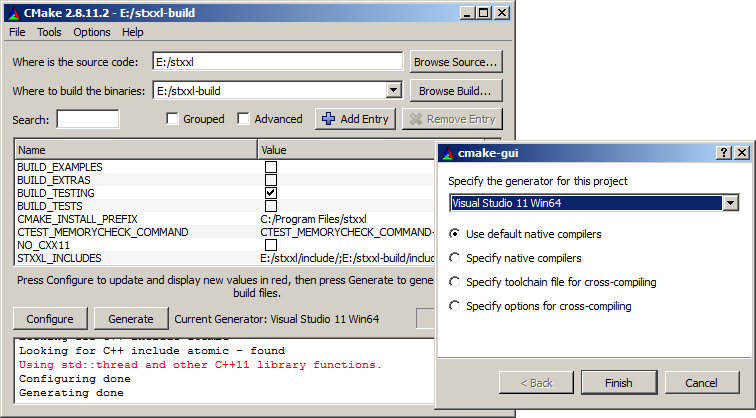 CMake 2.8.11.2 - E:/stxxl-build
File Tools Options Help
Where is the source code: E:/stxxl Browse Source...
Where to build the binaries: E:/stxxl-build Browse Build...
Search: Grouped Advanced Add Entry Remove Entry
Name Value
BUILD_EXAMPLES
BUILD_EXTRAS
BUILD_TESTING
BUILD_TESTS
CMAKE_INSTALL_PREFIX C:/Program Files/stxxl
CTEST_MEMORYCHECK_COMMAND CTEST_MEMORYCHECK_COMMAND-
NO_CXX11
STXXL_INCLUDES E:/stxxl/include/;E:/stxxl-build/include
Press Configure to update and display new values in red, then press Generate to gener
build files.
Configure Generate Current Generator: Visual Studio 11 Win64
Looking for C++ include atomic
Looking for C++ include atomic - found
Using std::thread and other C++11 library functions.
Configuring done
Generating done
cmake-gui
Specify the generator for this project
Visual Studio 11 Win64
Use default native compilers
Specify native compilers
Specify toolchain file for cross-compiling
Specify options for cross-compiling
< Back Finish Cancel